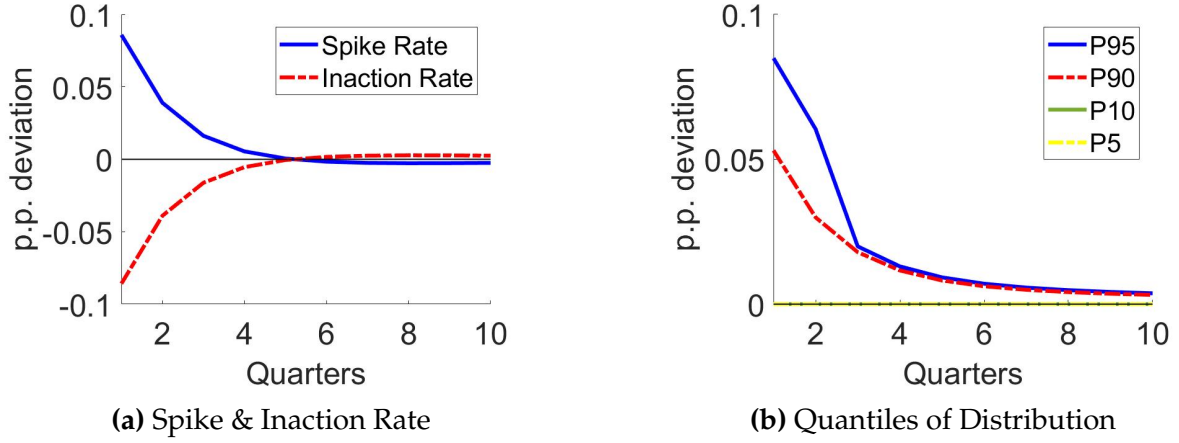 0.1
0.05
0
-0.05
-0.1
p.p. deviation
Spike Rate
Inaction Rate
2
4
6
8
10
Quarters
(a) Spike & Inaction Rate
0.1
0.05
0
p.p. deviation
P95
P90
P10
P5
2
4
6
8
10
Quarters
(b) Quantiles of Distribution